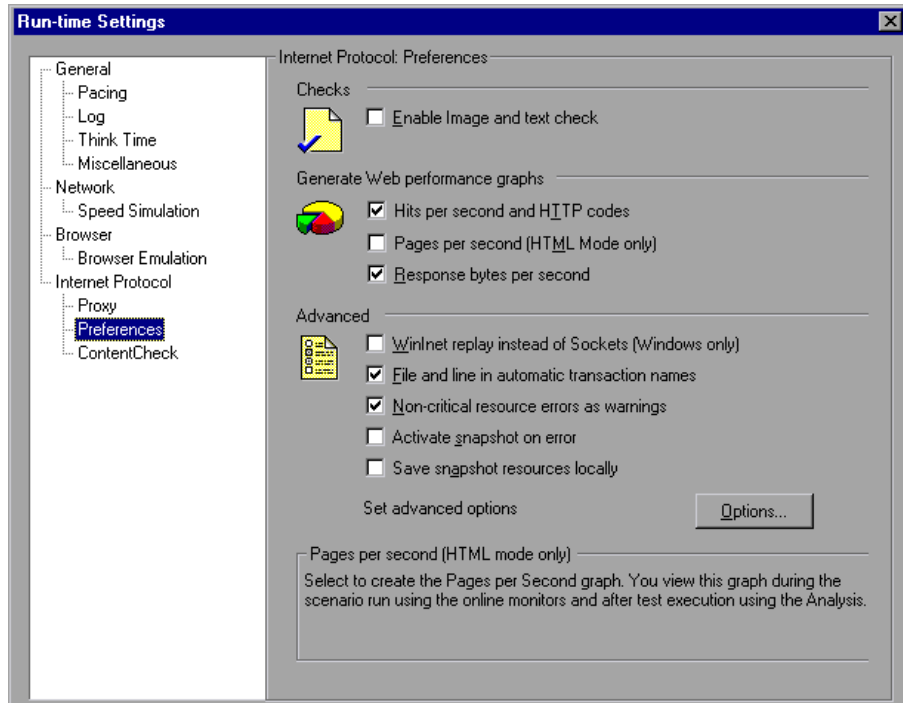 Run-time Settings
General
Pacing
Log
Think Time
Miscellaneous
Network
Speed Simulation
Browser
Browser Emulation
Internet Protocol
Proxy
Preferences
ContentCheck
Internet Protocol: Preferences
Checks
Enable Image and text check
Generate Web performance graphs
Hits per second and HTTP codes
Pages per second (HTML Mode only)
Response bytes per second
Advanced
WinInet replay instead of Sockets (Windows only)
File and line in automatic transaction names
Non-critical resource errors as warnings
Activate snapshot on error
Save snapshot resources locally
Set advanced options
Options...
Pages per second (HTML mode only)
Select to create the Pages per Second graph. You view this graph during the
scenario run using the online monitors and after test execution using the Analysis.